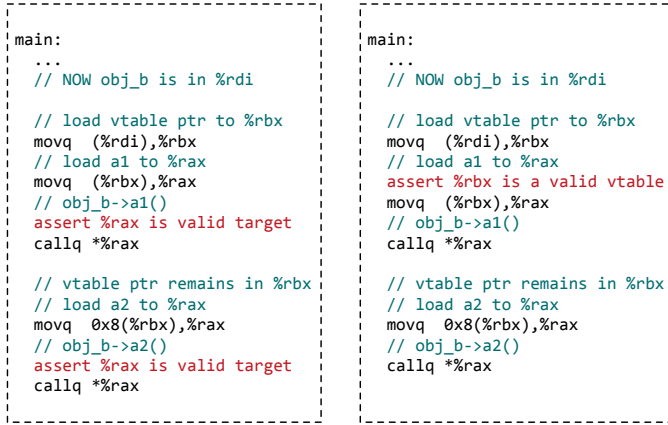 main:
...
// NOW obj_b is in %rdi
// load vtable ptr to %rbx
movq (%rdi),%rbx
// load a1 to %rax
movq (%rbx),%rax
// obj_b->a1()
assert %rax is valid target
callq *%rax
// vtable ptr remains in %rbx
// load a2 to %rax
movq 0x8(%rbx),%rax
// obj_b->a2()
assert %rax is valid target
callq *%rax
main:
...
// NOW obj_b is in %rdi
// load vtable ptr to %rbx
movq (%rdi),%rbx
// load a1 to %rax
assert %rbx is a valid vtable
movq (%rbx),%rax
// obj_b->a1()
callq *%rax
// vtable ptr remains in %rbx
// load a2 to %rax
movq 0x8(%rbx),%rax
// obj_b->a2()
callq *%rax